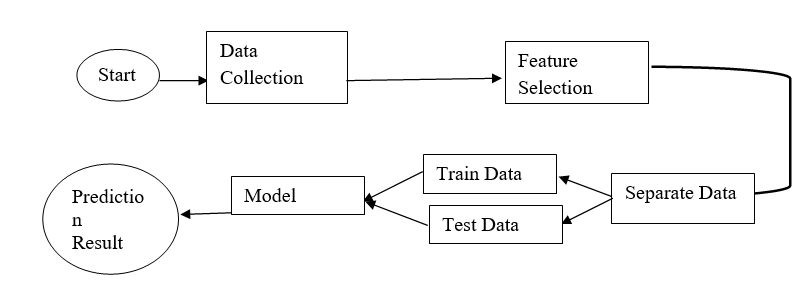 Start
Data
Collection
Feature
Selection
Separate Data
Train Data
Test Data
Model
Predictio
n
Result